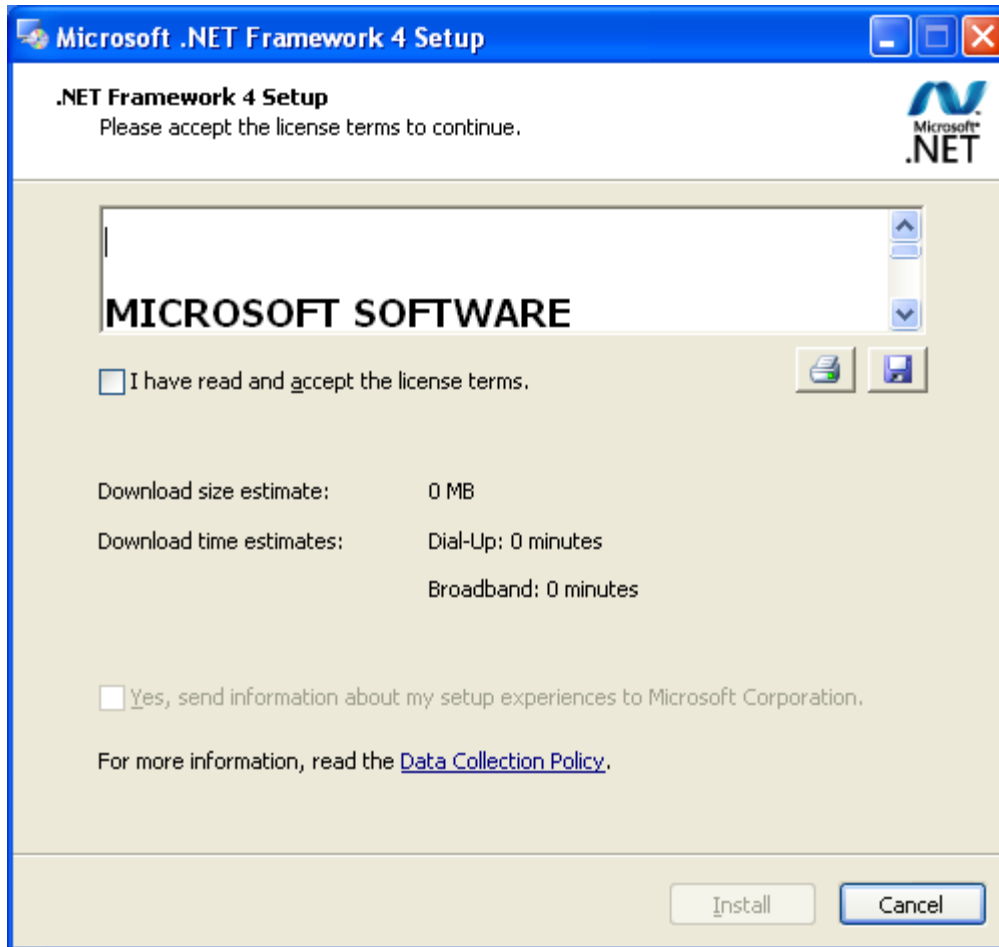 Microsoft .NET Framework 4 Setup
.NET Framework 4 Setup
Please accept the license terms to continue.
Microsoft®
.NET
MICROSOFT SOFTWARE
I have read and accept the license terms.
Download size estimate: 0 MB
Download time estimates: Dial-Up: 0 minutes
Broadband: 0 minutes
Yes, send information about my setup experiences to Microsoft Corporation.
For more information, read the Data Collection Policy.
Install Cancel